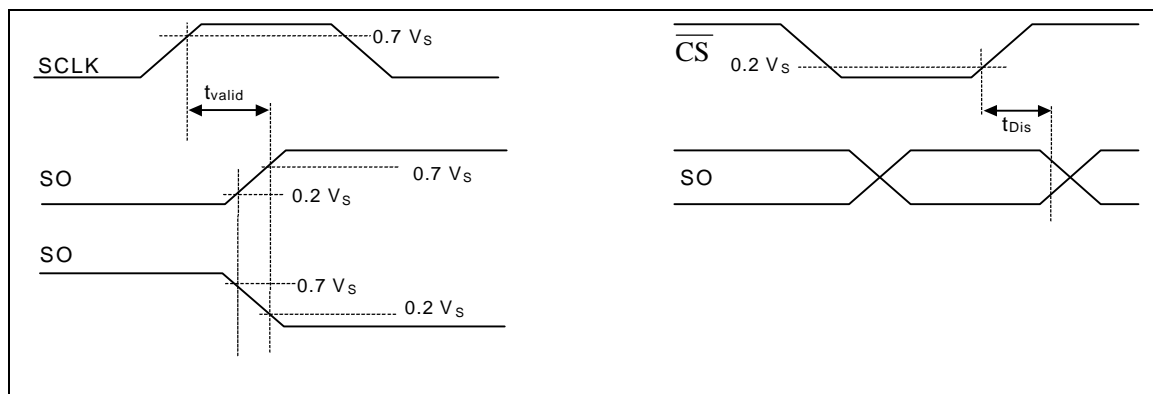 0.7 VS
SCLK
tvalid
SO
0.7 VS
0.2 VS
SO
0.7 VS
0.2 VS
CS
0.2 VS
tDis
SO